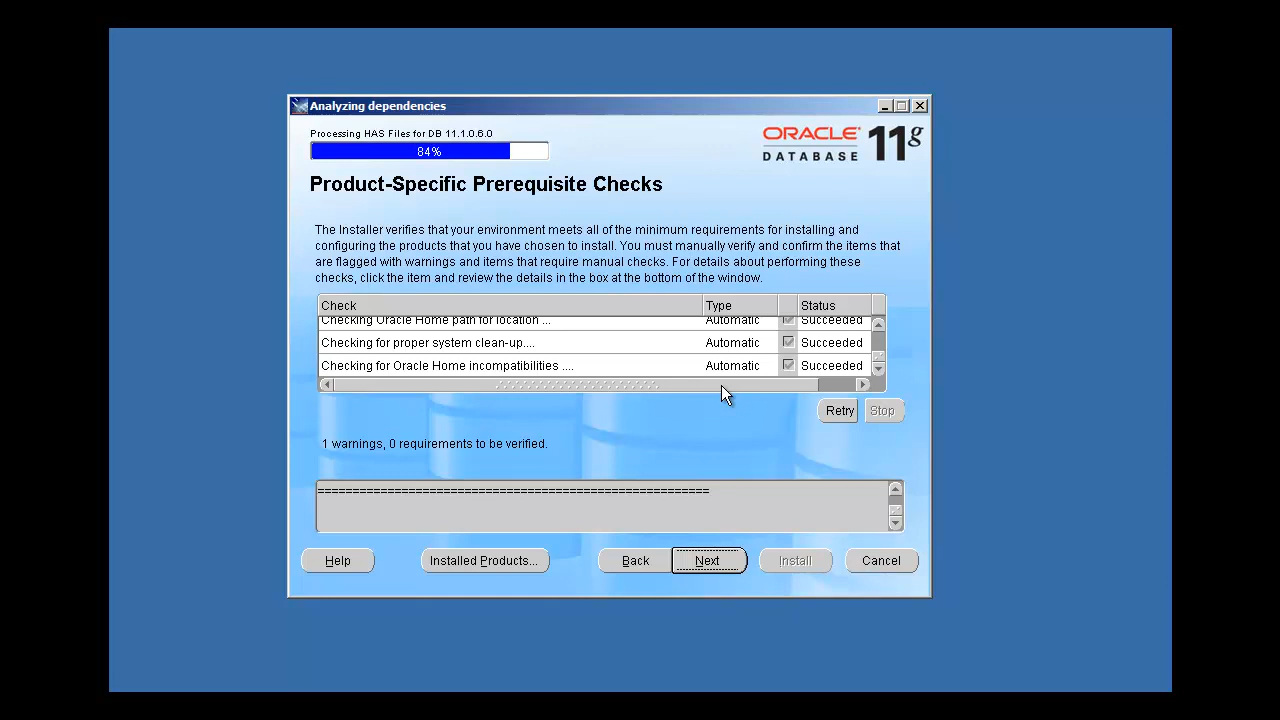 Analyzing dependencies
Processing HAS Files for DB 11.1.0.6.0
84%
ORACLE 11g
DATABASE
Product-Specific Prerequisite Checks
The Installer verifies that your environment meets all of the minimum requirements for installing and
configuring the products that you have chosen to install. You must manually verify and confirm the items that
are flagged with warnings and items that require manual checks. For details about performing these
checks, click the item and review the details in the box at the bottom of the window.
Check Type Status
Checking Oracle Home path for location ... Automatic Succeeded
Checking for proper system clean-up.... Automatic Succeeded
Checking for Oracle Home incompatibilities .... Automatic Succeeded
Retry Stop
1 warnings, 0 requirements to be verified.
========================================================
Help Installed Products... Back Next Install Cancel